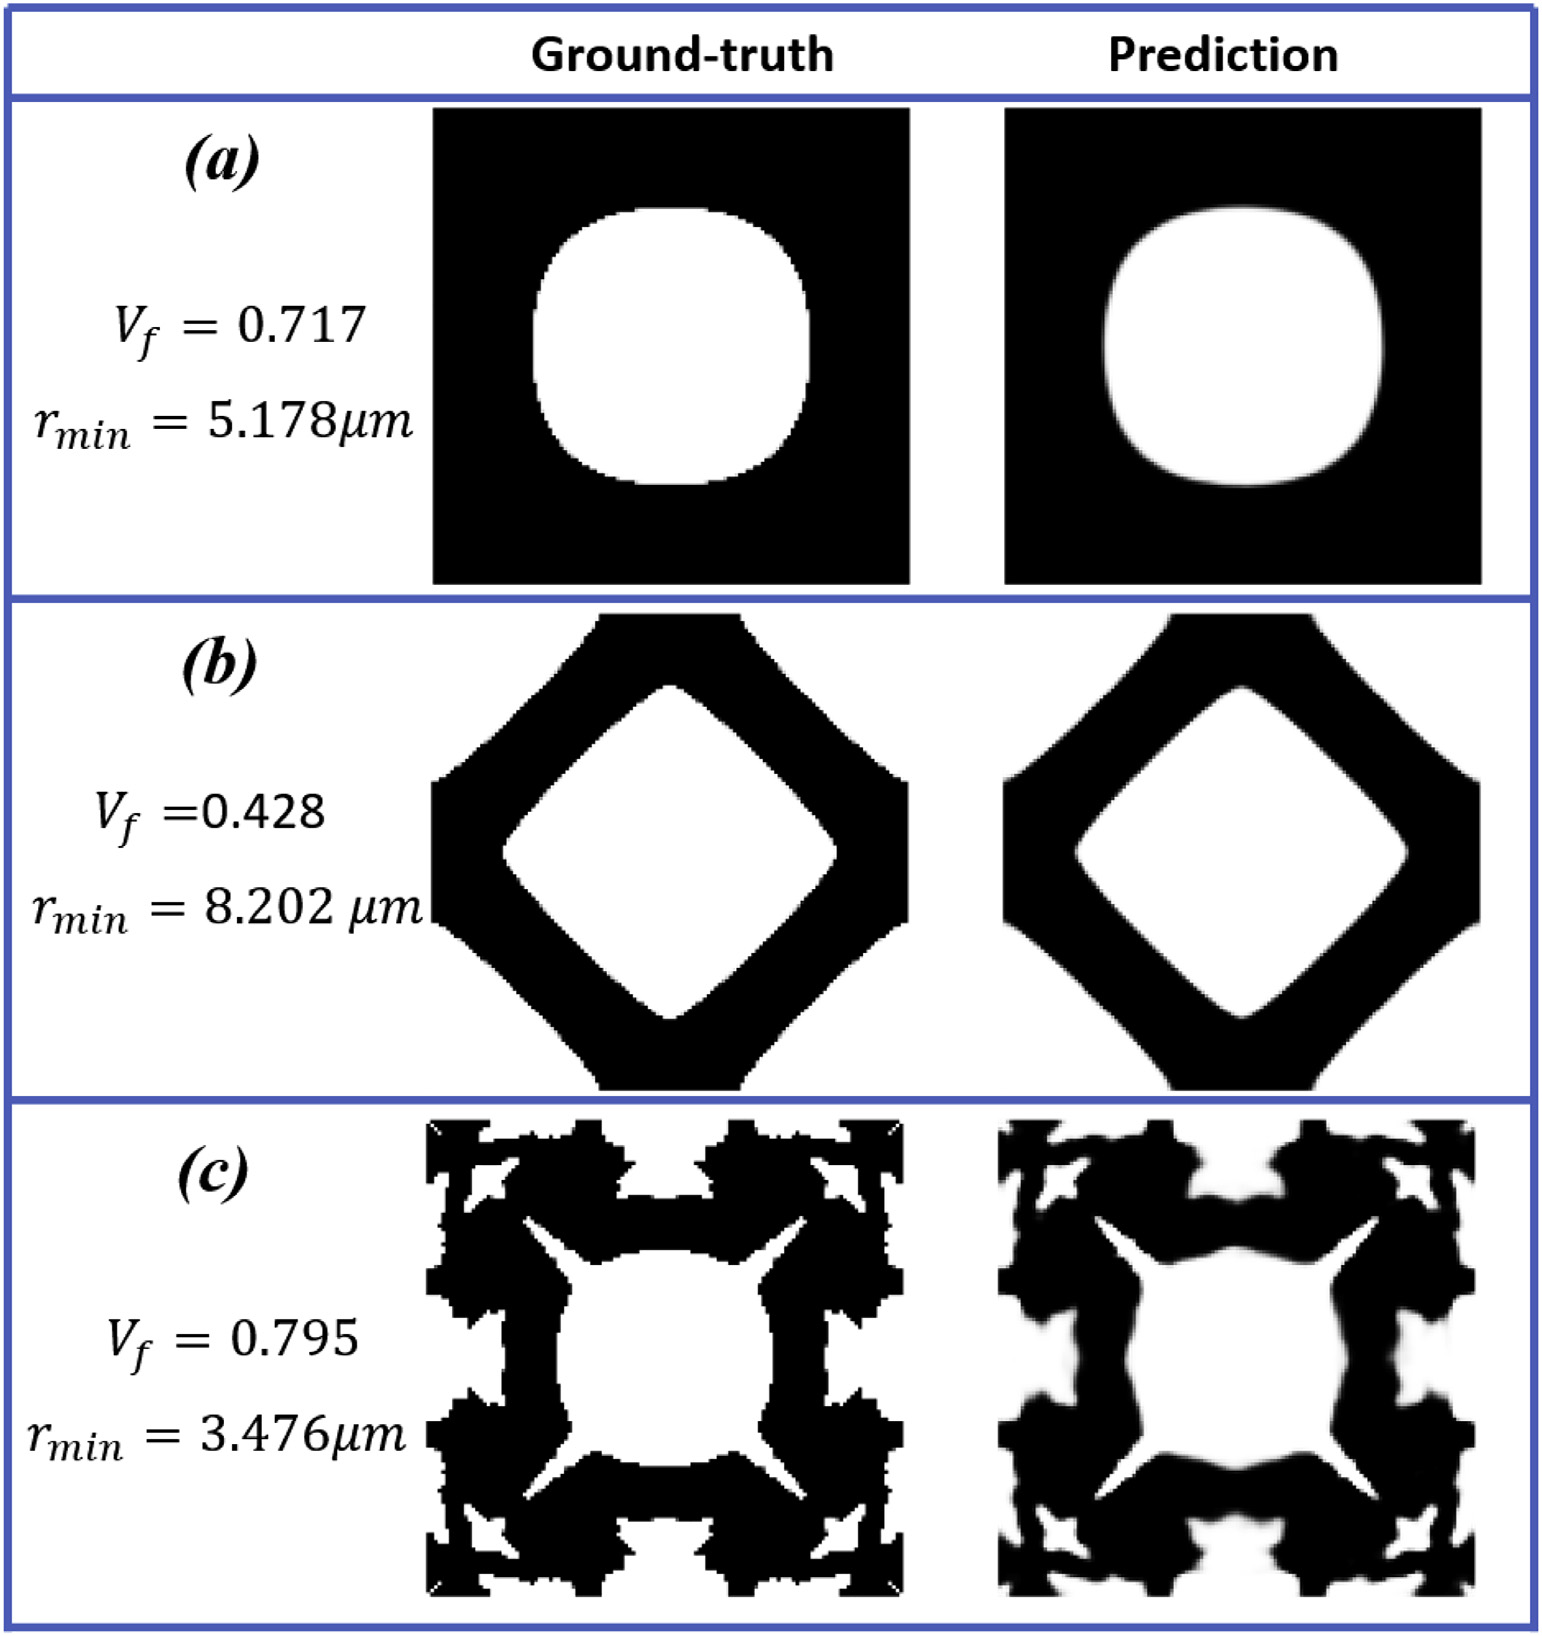 Ground-truth Prediction
(a)
V_f = 0.717
r_min = 5.178μm
(b)
V_f =0.428
r_min = 8.202 μm
(c)
V_f = 0.795
r_min = 3.476μm